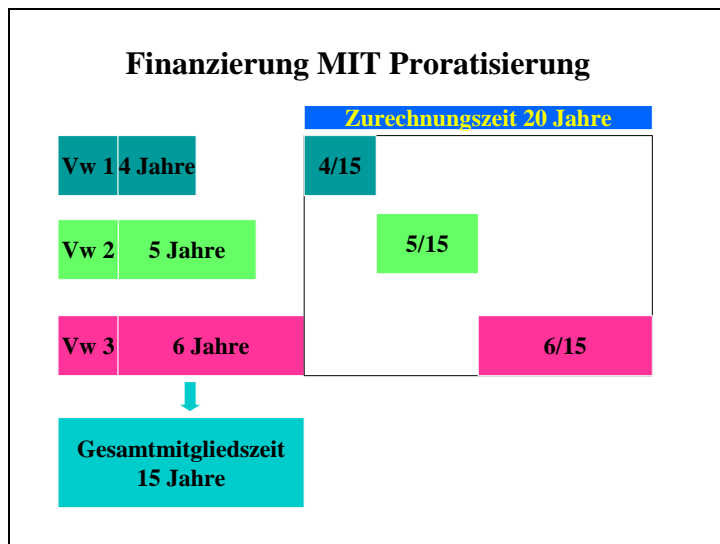 Finanzierung MIT Proratisierung
Zurechnungszeit 20 Jahre
Vw 1 4 Jahre 4/15
Vw 2 5 Jahre 5/15
Vw 3 6 Jahre 6/15
Gesamtmitgliedszeit
15 Jahre